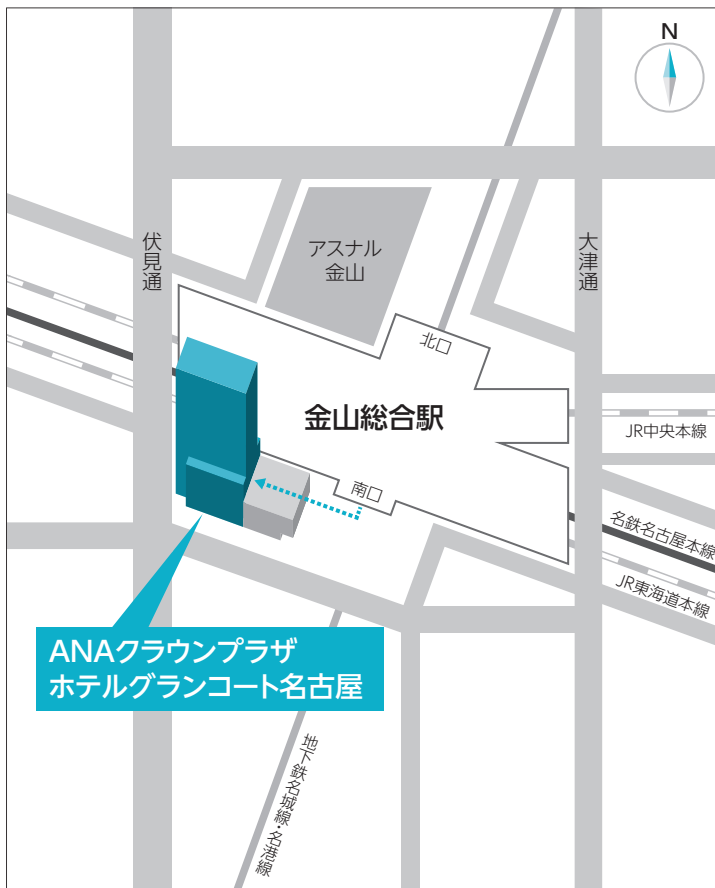 N
伏見通
大津通
アスナル
金山
北口
金山総合駅
JR中央本線
南口
名鉄名古屋本線
JR東海道本線
ANAクラウンプラザ
ホテルグランコート名古屋
地下鉄名城線・名港線